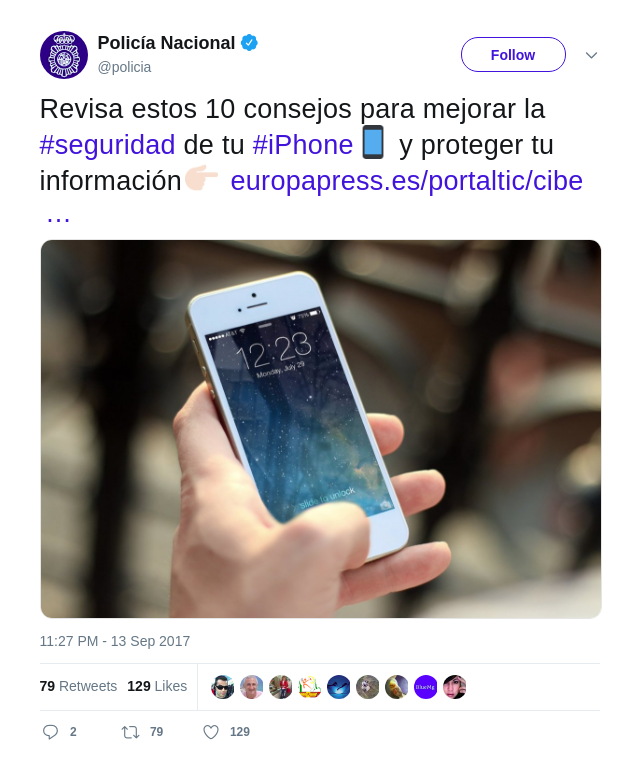 Policía Nacional
@policia
Follow
Revisa estos 10 consejos para mejorar la
#seguridad de tu #iPhone y proteger tu
información europapress.es/portaltic/cibe
…
AT&T 75%
12:23
Monday, July 29
slide to unlock
11:27 PM - 13 Sep 2017
79 Retweets 129 Likes
2 79 129